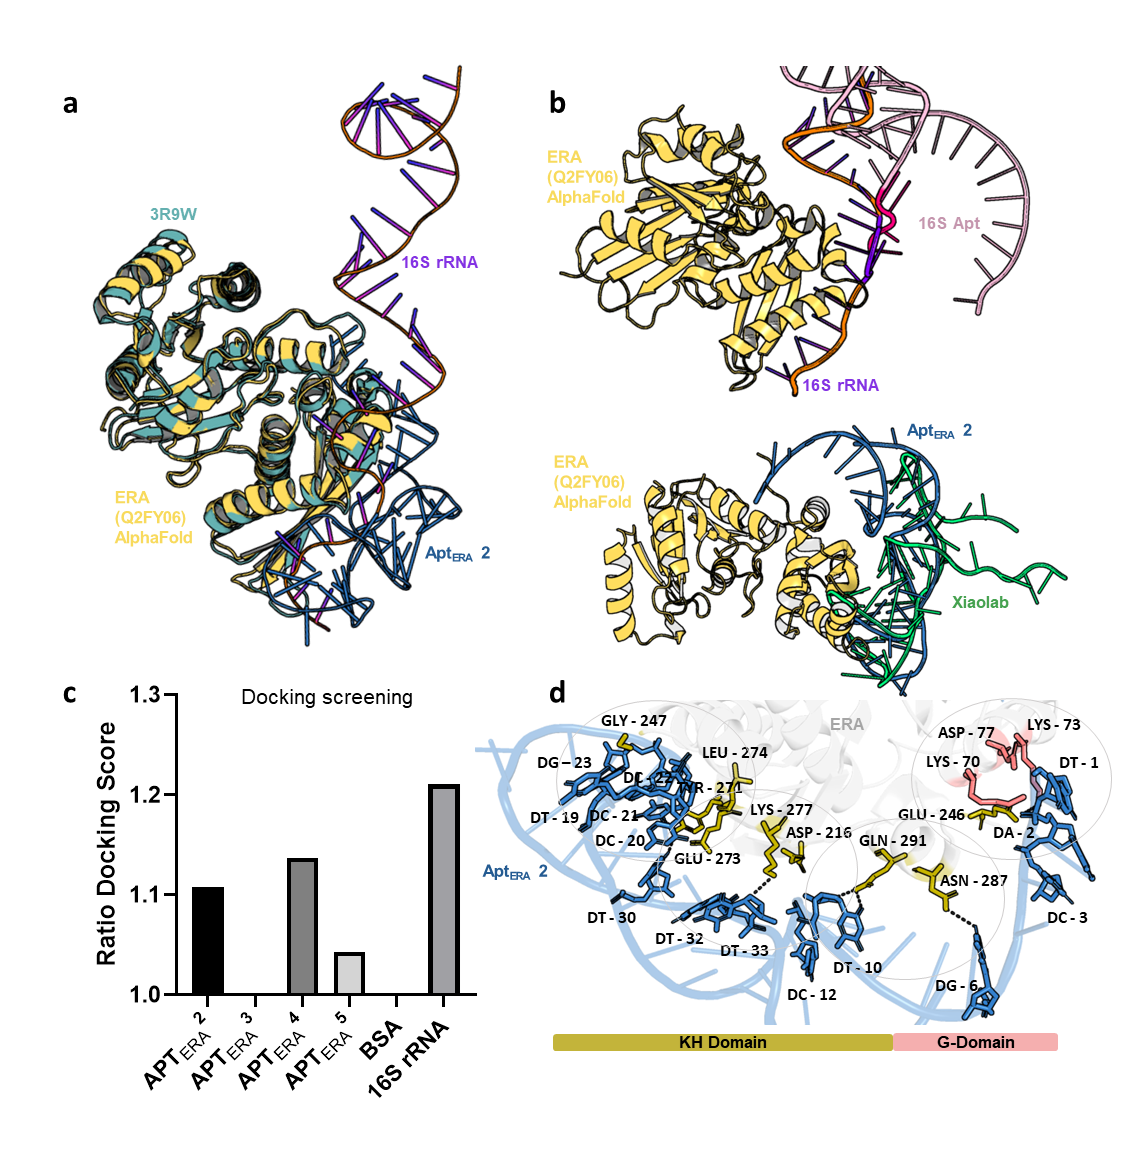 a
3R9W
16S rRNA
ERA
(Q2FY06)
AlphaFold
AptERA 2
b
ERA
(Q2FY06)
AlphaFold
16S Apt
16S rRNA
AptERA 2
ERA
(Q2FY06)
AlphaFold
Xiaolab
c
Docking screening
Ratio Docking Score
1.3
1.2
1.1
1.0
APTERA 2
APTERA 3
APTERA 4
APTERA 5
BSA
16S rRNA
d
ERA
GLY - 247
DG - 23
DC - 22
LEU - 274
TYR - 271
DT - 19
DC - 21
LYS - 277
DC - 20
ASP - 216
GLU - 273
AptERA 2
DT - 30
DT - 32
DT - 33
GLN - 291
ASN - 287
DT - 10
DC - 12
DG - 6
ASP - 77
LYS - 73
LYS - 70
DT - 1
GLU - 246
DA - 2
DC - 3
KH Domain
G-Domain